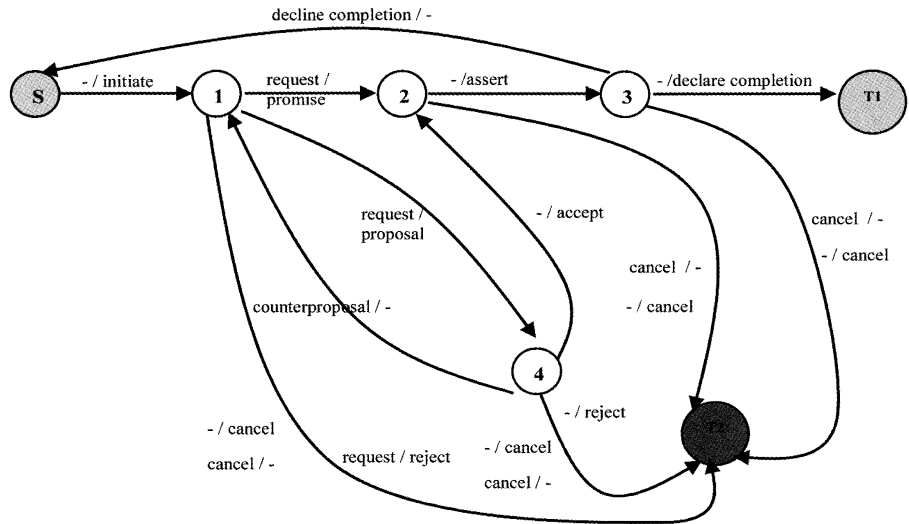 decline completion / -
- / initiate
request /
promise
- /assert
- /declare completion
S
1
2
3
T1
request /
proposal
- / accept
cancel / -
- / cancel
cancel / -
- / cancel
counterproposal / -
4
- / reject
T2
- / cancel
cancel / -
request / reject
- / cancel
cancel / -